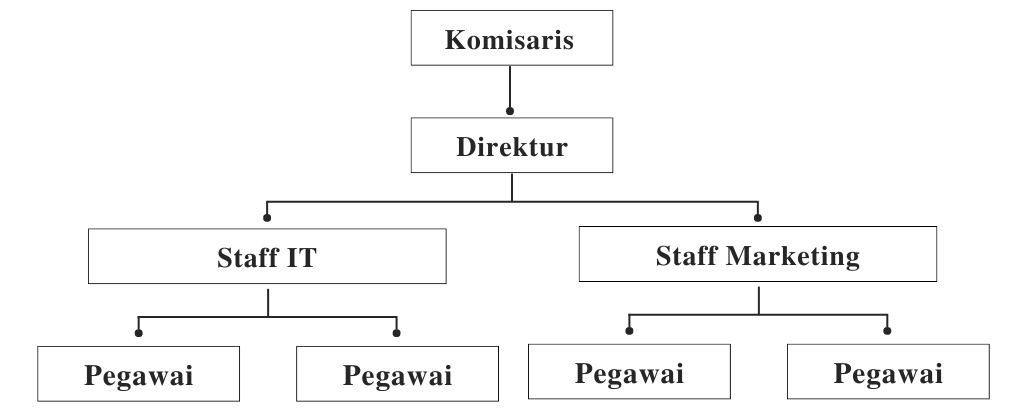 Komisaris
Direktur
Staff IT
Staff Marketing
Pegawai
Pegawai
Pegawai
Pegawai